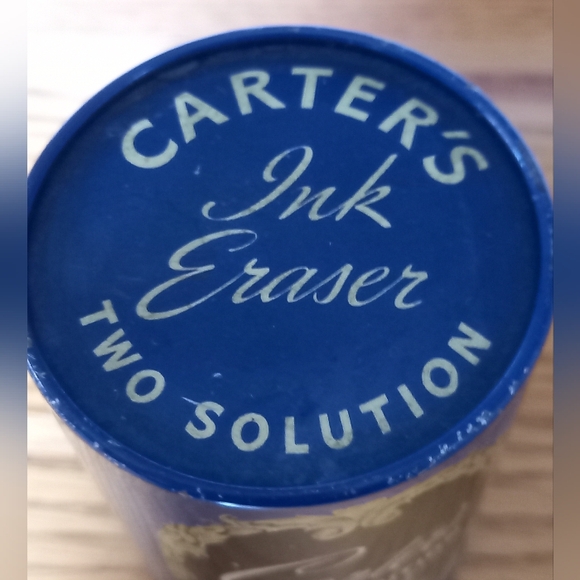 CARTER'S
Ink
Eraser
TWO SOLUTION